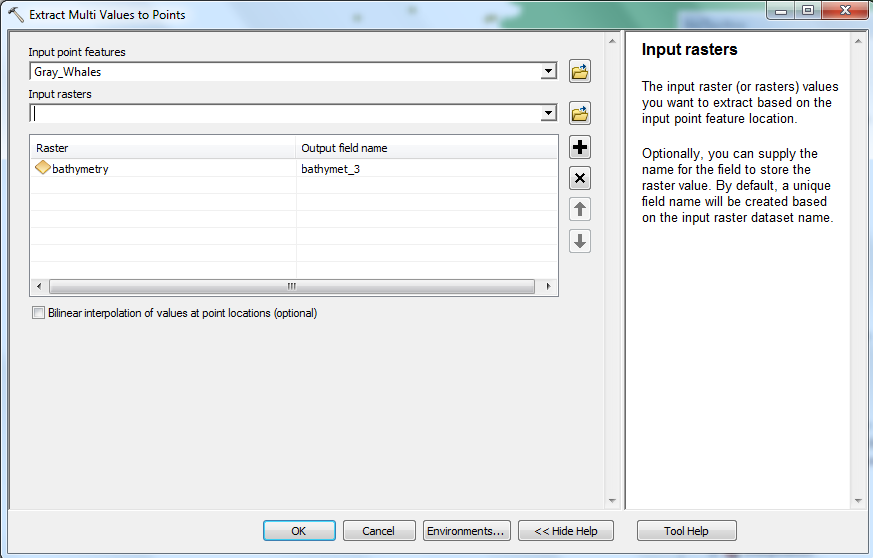 Extract Multi Values to Points
Input point features
Gray_Whales
Input rasters
Raster
Output field name
bathymetry
bathymet_3
Bilinear interpolation of values at point locations (optional)
OK
Cancel
Environments...
<< Hide Help
Input rasters
The input raster (or rasters) values
you want to extract based on the
input point feature location.
Optionally, you can supply the
name for the field to store the
raster value. By default, a unique
field name will be created based
on the input raster dataset name.
Tool Help